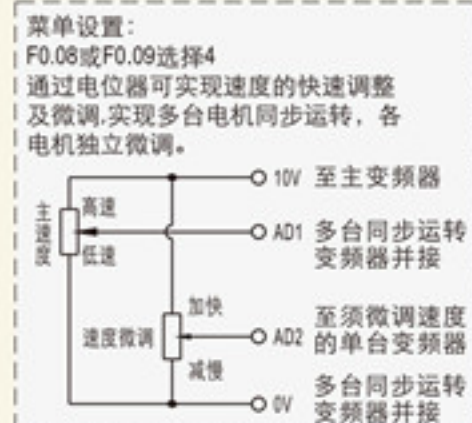 菜单设置:
F0.08或F0.09选择4
通过电位器可实现速度的快速调整
及微调,实现多台电机同步运转，各
电机独立微调。
10V 至主变频器
主速度
高速
低速
AD1 多台同步运转
变频器并接
加快
速度微调
减慢
AD2 至须微调速度
的单台变频器
0V 多台同步运转
变频器并接